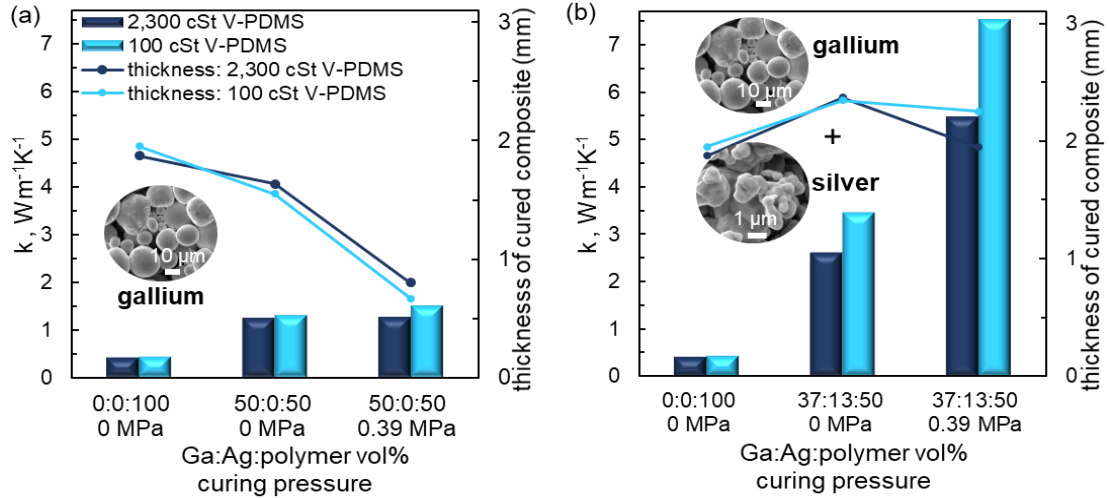 (a)
2,300 cSt V-PDMS
100 cSt V-PDMS
thickness: 2,300 cSt V-PDMS
thickness: 100 cSt V-PDMS
k, Wm-1K-1
7
6
5
4
3
2
1
0
10 µm
gallium
3
2
1
0
thicknesss of cured composite (mm)
0:0:100 50:0:50 50:0:50
0 MPa 0 MPa 0.39 MPa
Ga:Ag:polymer vol%
curing pressure
(b)
k, Wm-1K-1
7
6
5
4
3
2
1
0
gallium
10 µm
+
silver
1 µm
3
2
1
0
thickness of cured composite (mm)
0:0:100 37:13:50 37:13:50
0 MPa 0 MPa 0.39 MPa
Ga:Ag:polymer vol%
curing pressure